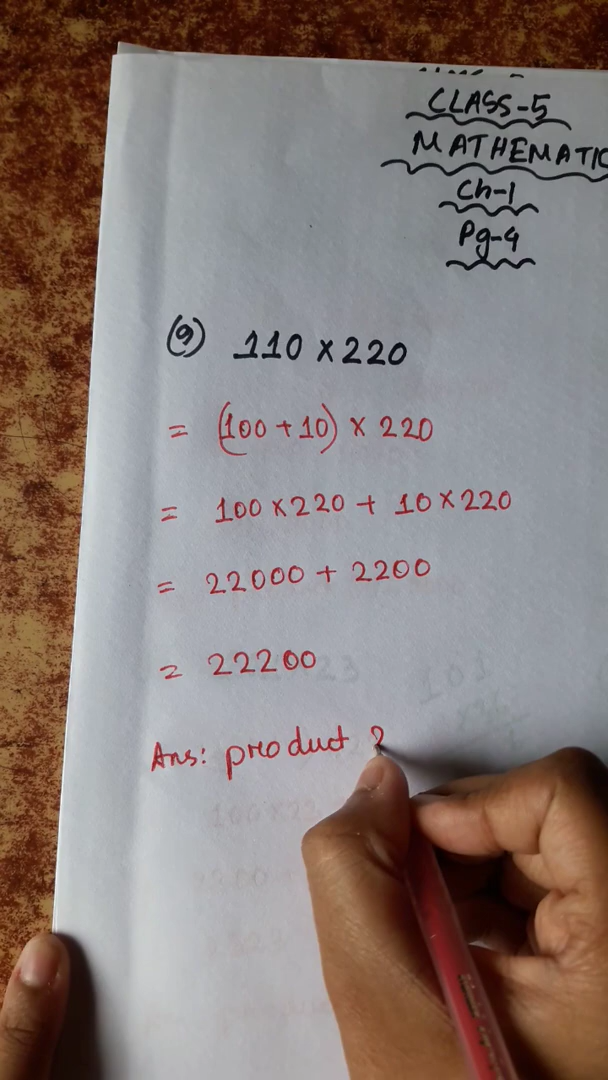 CLASS-5
MATHEMATIC
Ch-1
Pg-4
(9) 110 × 220
= (100 + 10) × 220
= 100 × 220 + 10 × 220
= 22000 + 2200
= 22200
Ans: product